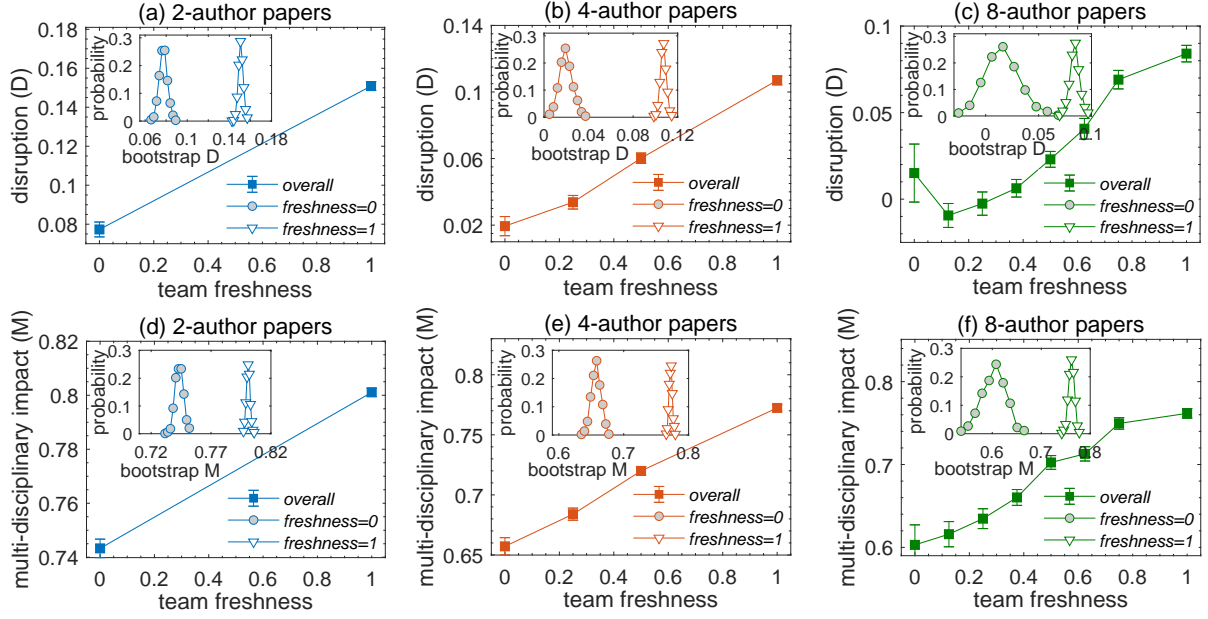 (a) 2-author papers
disruption (D)
0.18
0.16
0.14
0.12
0.1
0.08
probability
0.3
0.2
0.1
0
0.06
0.1
0.14
0.18
bootstrap D
overall
freshness=0
freshness=1
0
0.2
0.4
0.6
0.8
1
team freshness
(b) 4-author papers
disruption (D)
0.14
0.10
0.06
0.02
probability
0.3
0.2
0.1
0
0
0.04
0.08
0.12
bootstrap D
overall
freshness=0
freshness=1
0
0.2
0.4
0.6
0.8
1
team freshness
(c) 8-author papers
disruption (D)
0.1
0.05
0
probability
0.3
0.2
0.1
0
0
0.05
0.1
bootstrap D
overall
freshness=0
freshness=1
0
0.2
0.4
0.6
0.8
1
team freshness
(d) 2-author papers
multi-disciplinary impact (M)
0.82
0.8
0.78
0.76
0.74
probability
0.3
0.2
0.1
0
0.72
0.77
0.82
bootstrap M
overall
freshness=0
freshness=1
0
0.2
0.4
0.6
0.8
1
team freshness
(e) 4-author papers
multi-disciplinary impact (M)
0.85
0.8
0.75
0.7
0.65
probability
0.3
0.2
0.1
0
0.6
0.7
0.8
bootstrap M
overall
freshness=0
freshness=1
0
0.2
0.4
0.6
0.8
1
team freshness
(f) 8-author papers
multi-disciplinary impact (M)
0.8
0.7
0.6
probability
0.3
0.2
0.1
0
0.6
0.7
0.8
bootstrap M
overall
freshness=0
freshness=1
0
0.2
0.4
0.6
0.8
1
team freshness